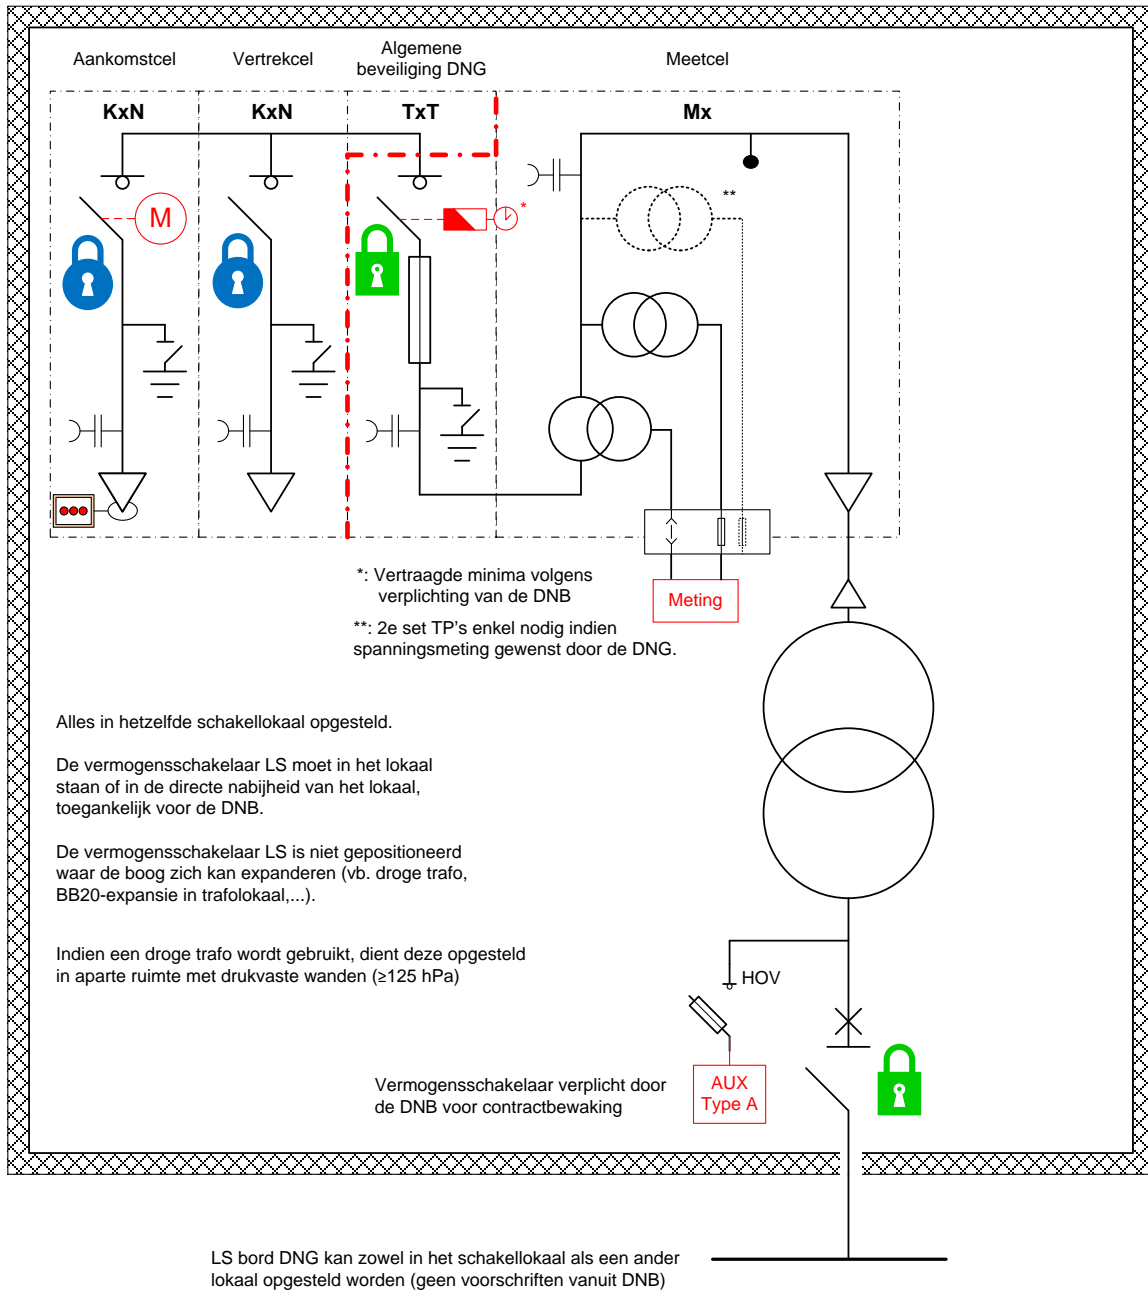 Aankomstcel
Vertrekcel
Algemene
beveiliging DNG
Meetcel
KxN
KxN
TxT
Mx
M
*
**
*: Vertraagde minima volgens
verplichting van de DNB
Meting
**: 2e set TP's enkel nodig indien
spanningsmeting gewenst door de DNG.
Alles in hetzelfde schakellokaal opgesteld.
De vermogensschakelaar LS moet in het lokaal
staan of in de directe nabijheid van het lokaal,
toegankelijk voor de DNB.
De vermogensschakelaar LS is niet gepositioneerd
waar de boog zich kan expanderen (vb. droge trafo,
BB20-expansie in trafolokaal,...).
Indien een droge trafo wordt gebruikt, dient deze opgesteld
in aparte ruimte met drukvaste wanden (≥125 hPa)
HOV
Vermogensschakelaar verplicht door
de DNB voor contractbewaking
AUX
Type A
LS bord DNG kan zowel in het schakellokaal als een ander
lokaal opgesteld worden (geen voorschriften vanuit DNB)